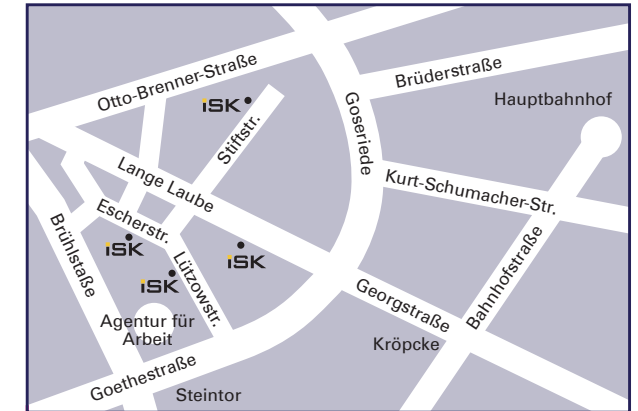 Otto-Brenner-Straße
Brüderstraße
Hauptbahnhof
iSK
Goseriede
Stiftstr.
Lange Laube
Kurt-Schumacher-Str.
Escherstr.
Brühlstaße
iSK
iSK
iSK
Lützowstr.
Bahnhofstraße
Georgstraße
Agentur für
Arbeit
Kröpcke
Goethestraße
Steintor